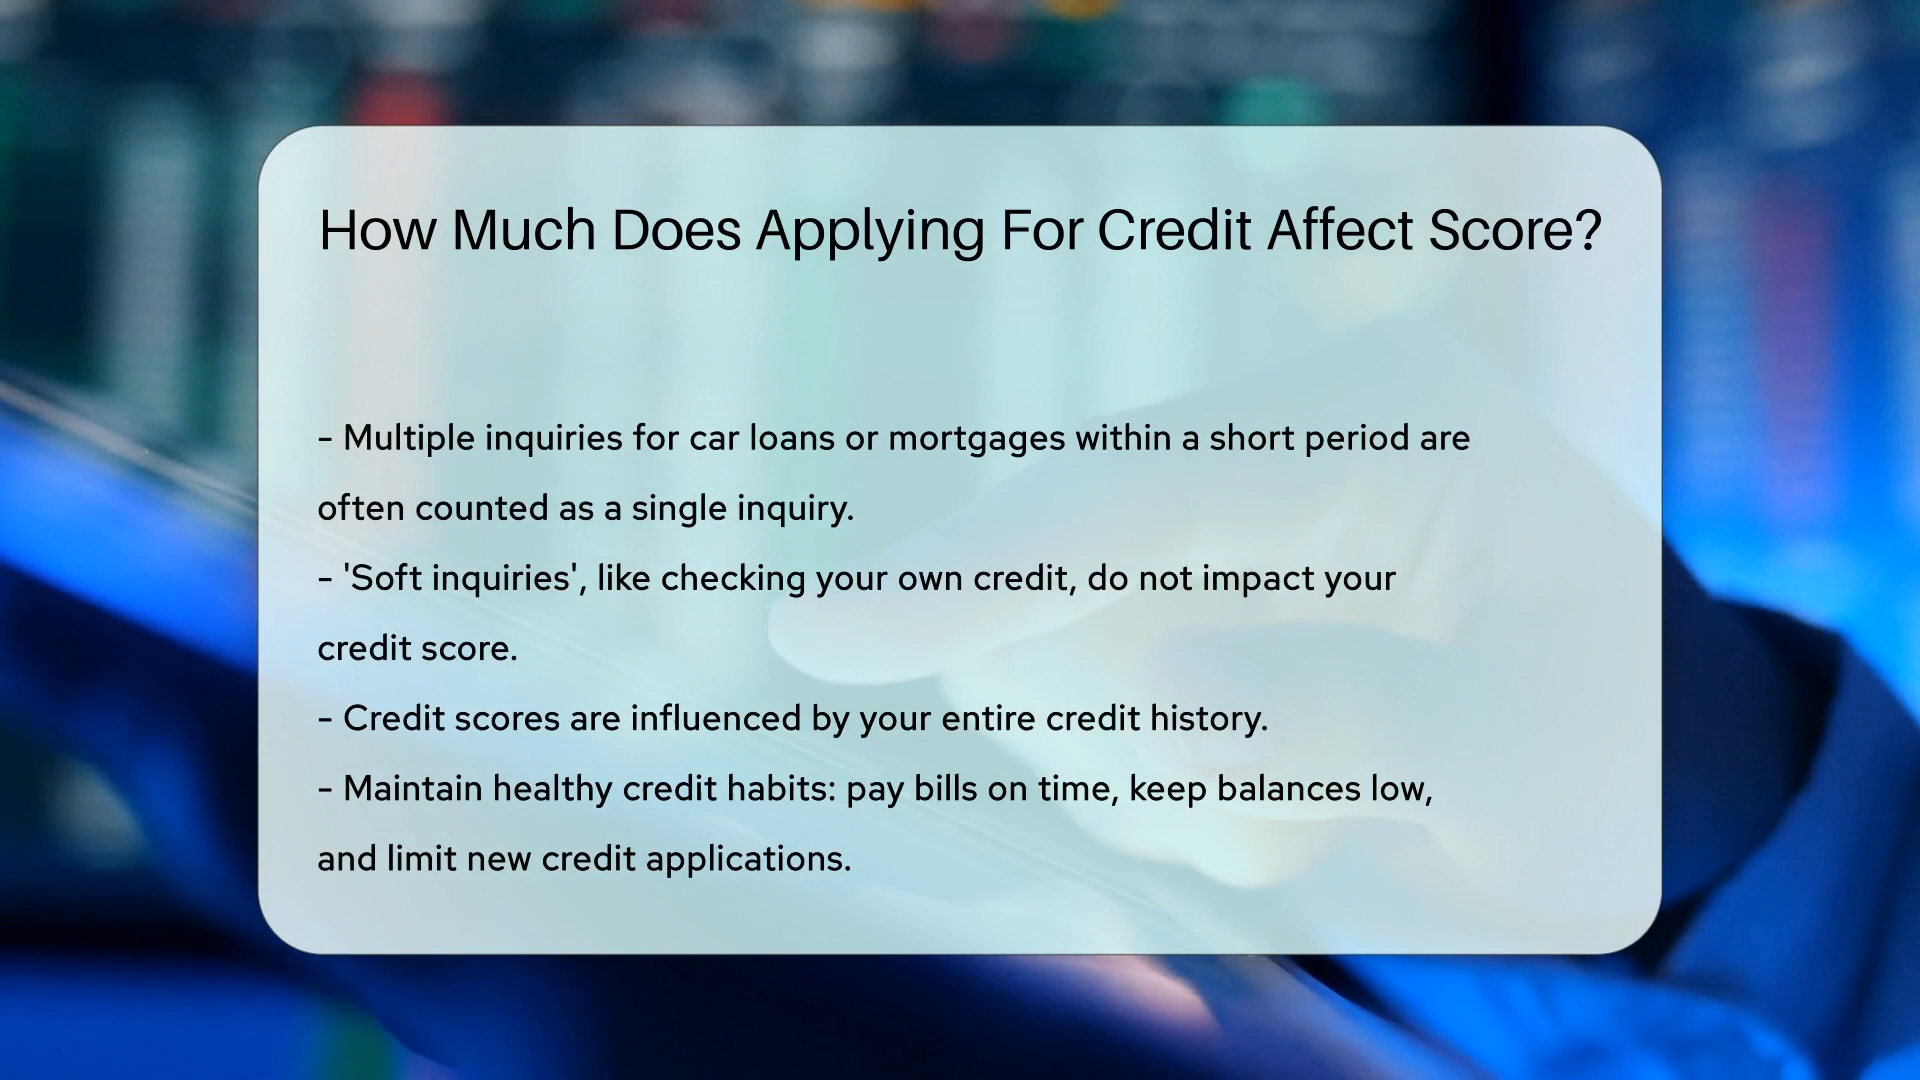 How Much Does Applying For Credit Affect Score?
- Multiple inquiries for car loans or mortgages within a short period are
often counted as a single inquiry.
- 'Soft inquiries', like checking your own credit, do not impact your
credit score.
- Credit scores are influenced by your entire credit history.
- Maintain healthy credit habits: pay bills on time, keep balances low,
and limit new credit applications.